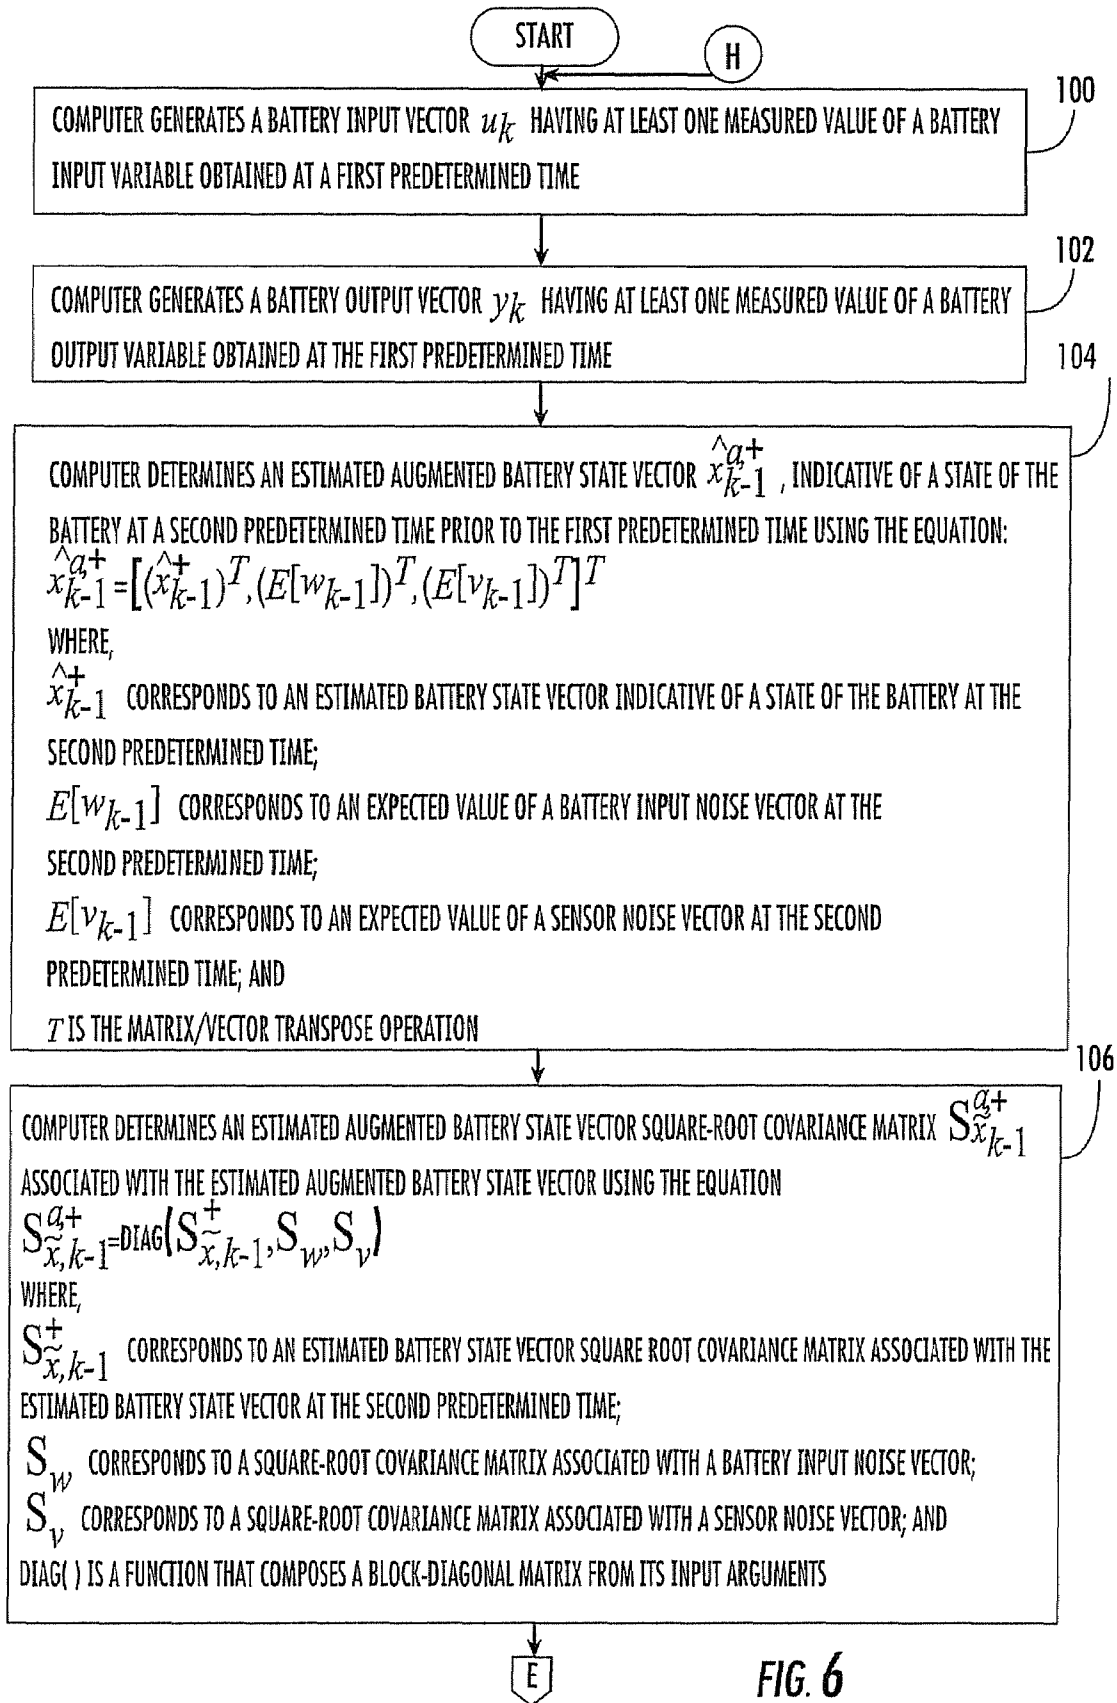 START
H
100
COMPUTER GENERATES A BATTERY INPUT VECTOR u_k HAVING AT LEAST ONE MEASURED VALUE OF A BATTERY
INPUT VARIABLE OBTAINED AT A FIRST PREDETERMINED TIME
102
COMPUTER GENERATES A BATTERY OUTPUT VECTOR y_k HAVING AT LEAST ONE MEASURED VALUE OF A BATTERY
OUTPUT VARIABLE OBTAINED AT THE FIRST PREDETERMINED TIME
104
COMPUTER DETERMINES AN ESTIMATED AUGMENTED BATTERY STATE VECTOR \hat{x}_{k-1}^{a,+} , INDICATIVE OF A STATE OF THE
BATTERY AT A SECOND PREDETERMINED TIME PRIOR TO THE FIRST PREDETERMINED TIME USING THE EQUATION:
\hat{x}_{k-1}^{a,+}=[(\hat{x}_{k-1}^{+})^T,(E[w_{k-1}])^T,(E[v_{k-1}])^T]^T
WHERE,
\hat{x}_{k-1}^{+} CORRESPONDS TO AN ESTIMATED BATTERY STATE VECTOR INDICATIVE OF A STATE OF THE BATTERY AT THE
SECOND PREDETERMINED TIME;
E[w_{k-1}] CORRESPONDS TO AN EXPECTED VALUE OF A BATTERY INPUT NOISE VECTOR AT THE
SECOND PREDETERMINED TIME;
E[v_{k-1}] CORRESPONDS TO AN EXPECTED VALUE OF A SENSOR NOISE VECTOR AT THE SECOND
PREDETERMINED TIME; AND
T IS THE MATRIX/VECTOR TRANSPOSE OPERATION
106
COMPUTER DETERMINES AN ESTIMATED AUGMENTED BATTERY STATE VECTOR SQUARE-ROOT COVARIANCE MATRIX S_{\tilde{x}_{k-1}}^{a,+}
ASSOCIATED WITH THE ESTIMATED AUGMENTED BATTERY STATE VECTOR USING THE EQUATION
S_{\tilde{x},k-1}^{a,+}=DIAG(S_{\tilde{x},k-1}^{+},S_w,S_v)
WHERE,
S_{\tilde{x},k-1}^{+} CORRESPONDS TO AN ESTIMATED BATTERY STATE VECTOR SQUARE ROOT COVARIANCE MATRIX ASSOCIATED WITH THE
ESTIMATED BATTERY STATE VECTOR AT THE SECOND PREDETERMINED TIME;
S_w CORRESPONDS TO A SQUARE-ROOT COVARIANCE MATRIX ASSOCIATED WITH A BATTERY INPUT NOISE VECTOR;
S_v CORRESPONDS TO A SQUARE-ROOT COVARIANCE MATRIX ASSOCIATED WITH A SENSOR NOISE VECTOR; AND
DIAG( ) IS A FUNCTION THAT COMPOSES A BLOCK-DIAGONAL MATRIX FROM ITS INPUT ARGUMENTS
E
FIG. 6